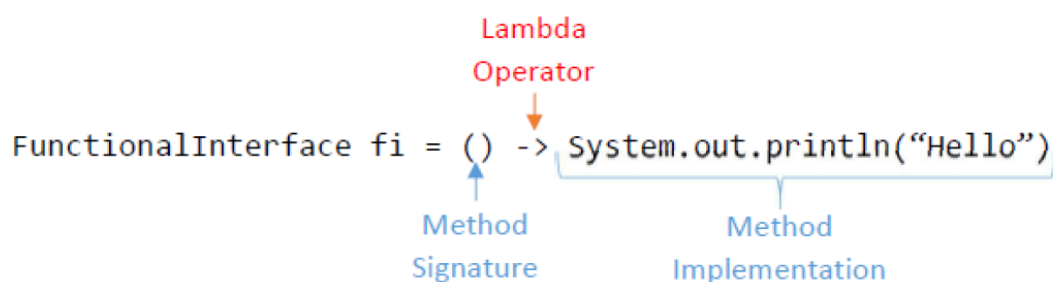 Lambda
Operator
FunctionalInterface fi = () -> System.out.println(“Hello”)
Method
Signature
Method
Implementation